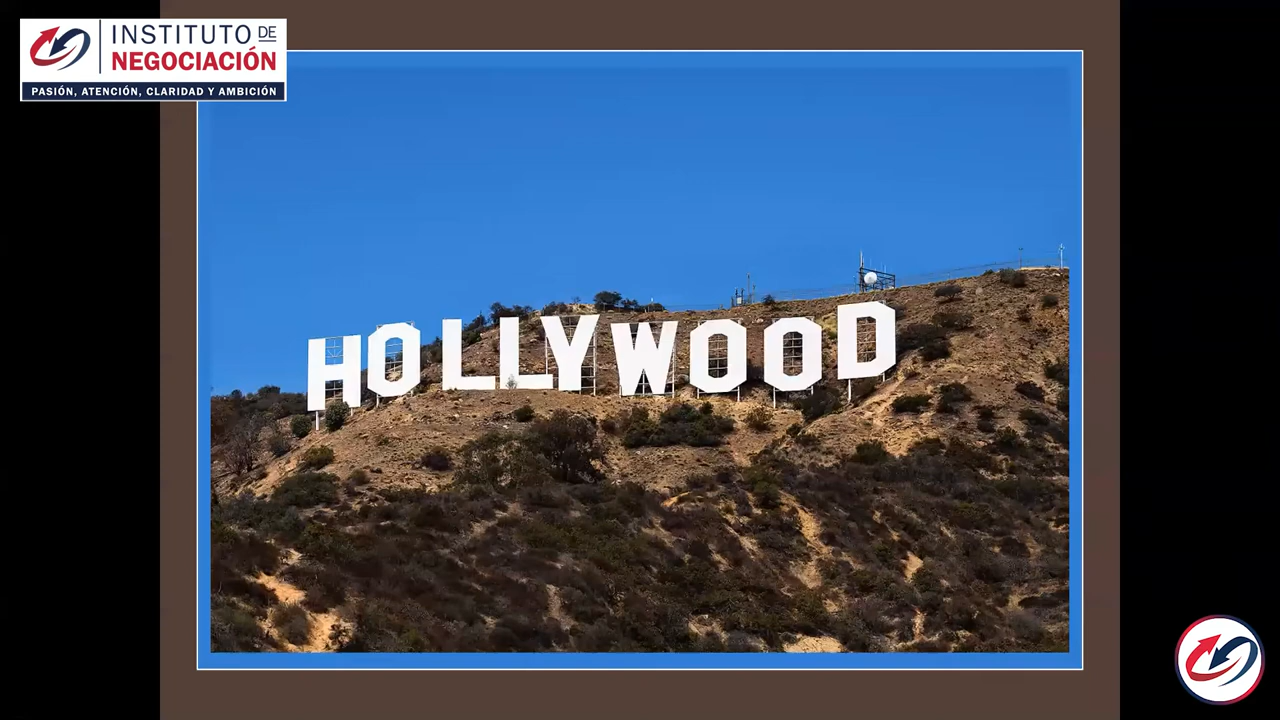 INSTITUTO DE
NEGOCIACIÓN
PASIÓN, ATENCIÓN, CLARIDAD Y AMBICIÓN
HOLLYWOOD